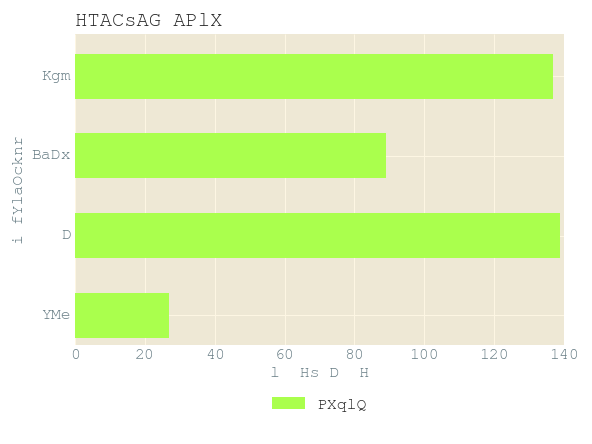 HTACsAG APlX
i fYlaOcknr
Kgm
BaDx
D
YMe
0 20 40 60 80 100 120 140
l  Hs D  H
PXqlQ